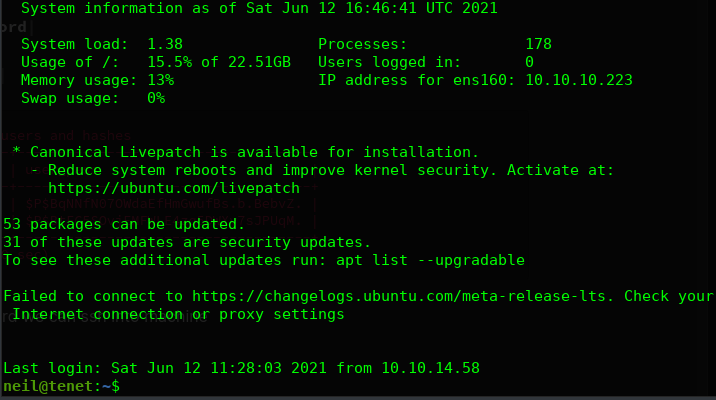 System information as of Sat Jun 12 16:46:41 UTC 2021
System load:  1.38                Processes:             178
Usage of /:   15.5% of 22.51GB   Users logged in:       0
Memory usage: 13%                IP address for ens160: 10.10.10.223
Swap usage:   0%
* Canonical Livepatch is available for installation.
- Reduce system reboots and improve kernel security. Activate at:
https://ubuntu.com/livepatch
53 packages can be updated.
31 of these updates are security updates.
To see these additional updates run: apt list --upgradable
Failed to connect to https://changelogs.ubuntu.com/meta-release-lts. Check your
Internet connection or proxy settings
Last login: Sat Jun 12 11:28:03 2021 from 10.10.14.58
neil@tenet:~$